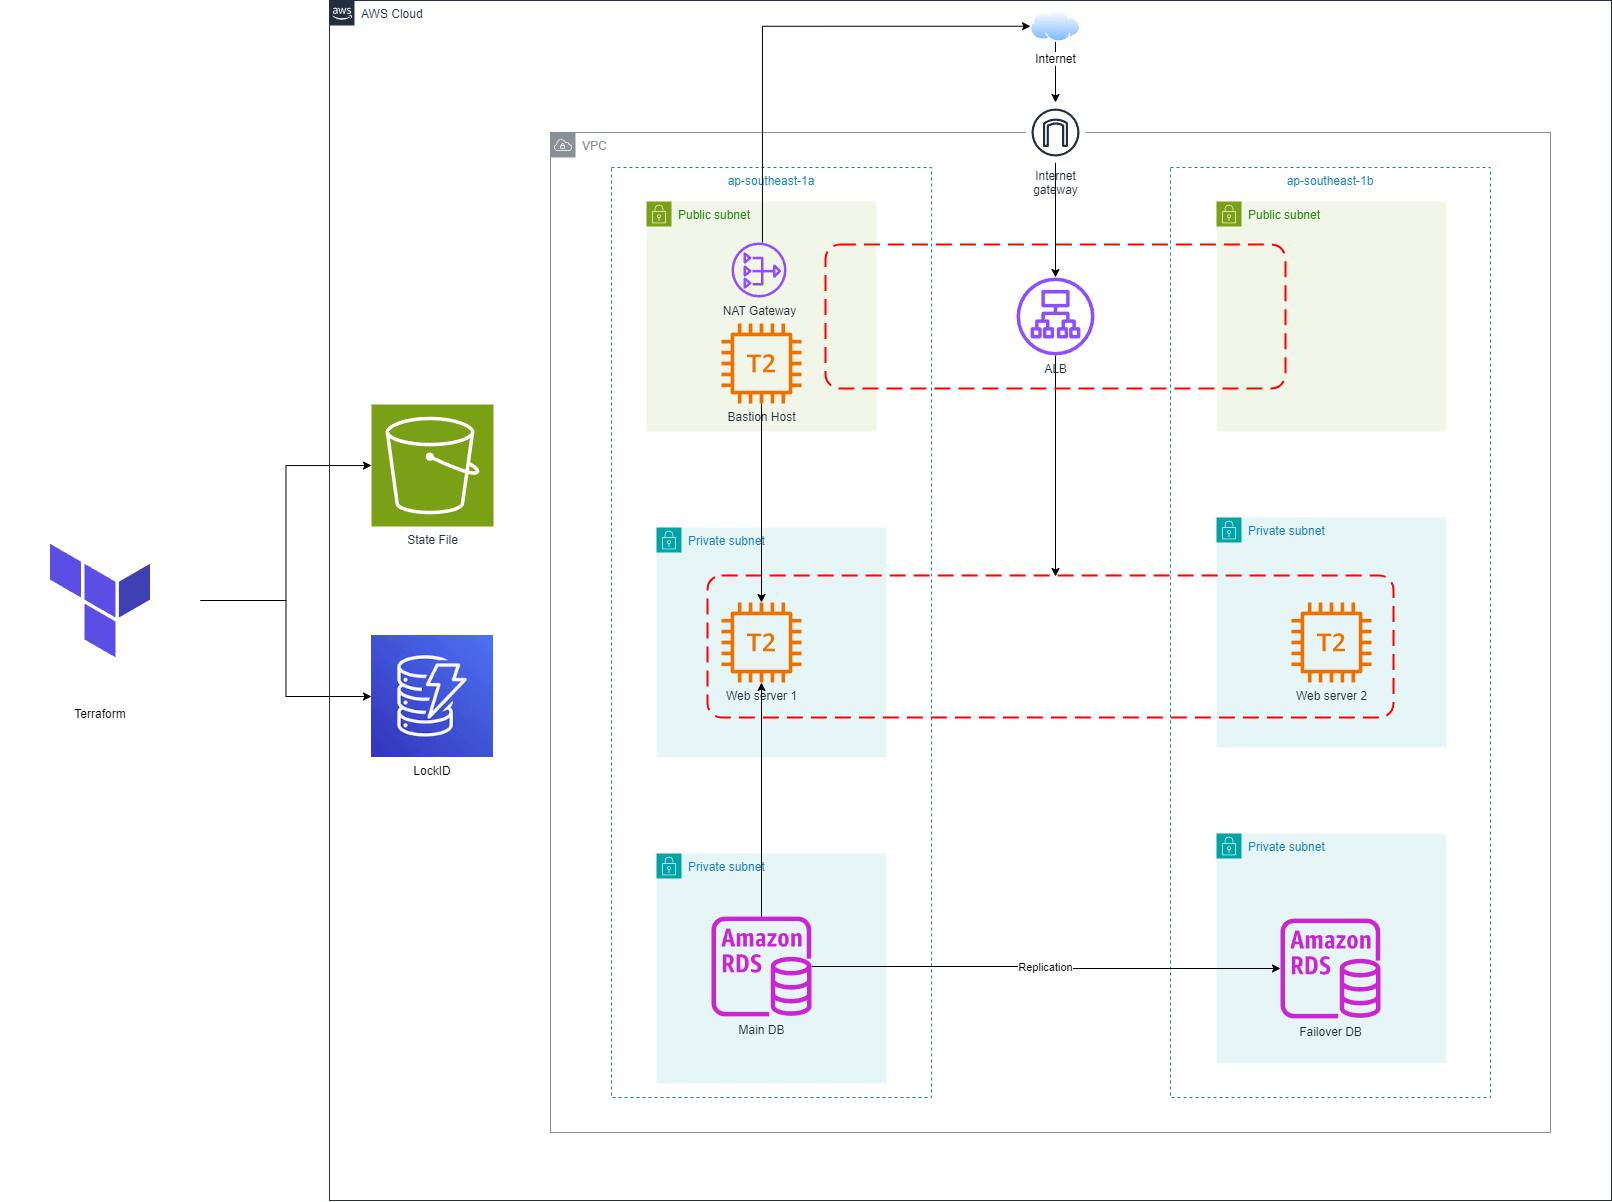 aws
AWS Cloud
Internet
VPC
Internet
gateway
ap-southeast-1a
ap-southeast-1b
Public subnet
Public subnet
NAT Gateway
T2
ALB
Bastion Host
State File
Private subnet
Private subnet
T2
T2
Web server 1
Web server 2
Terraform
LockID
Private subnet
Private subnet
Amazon
RDS
Amazon
RDS
Replication
Main DB
Failover DB